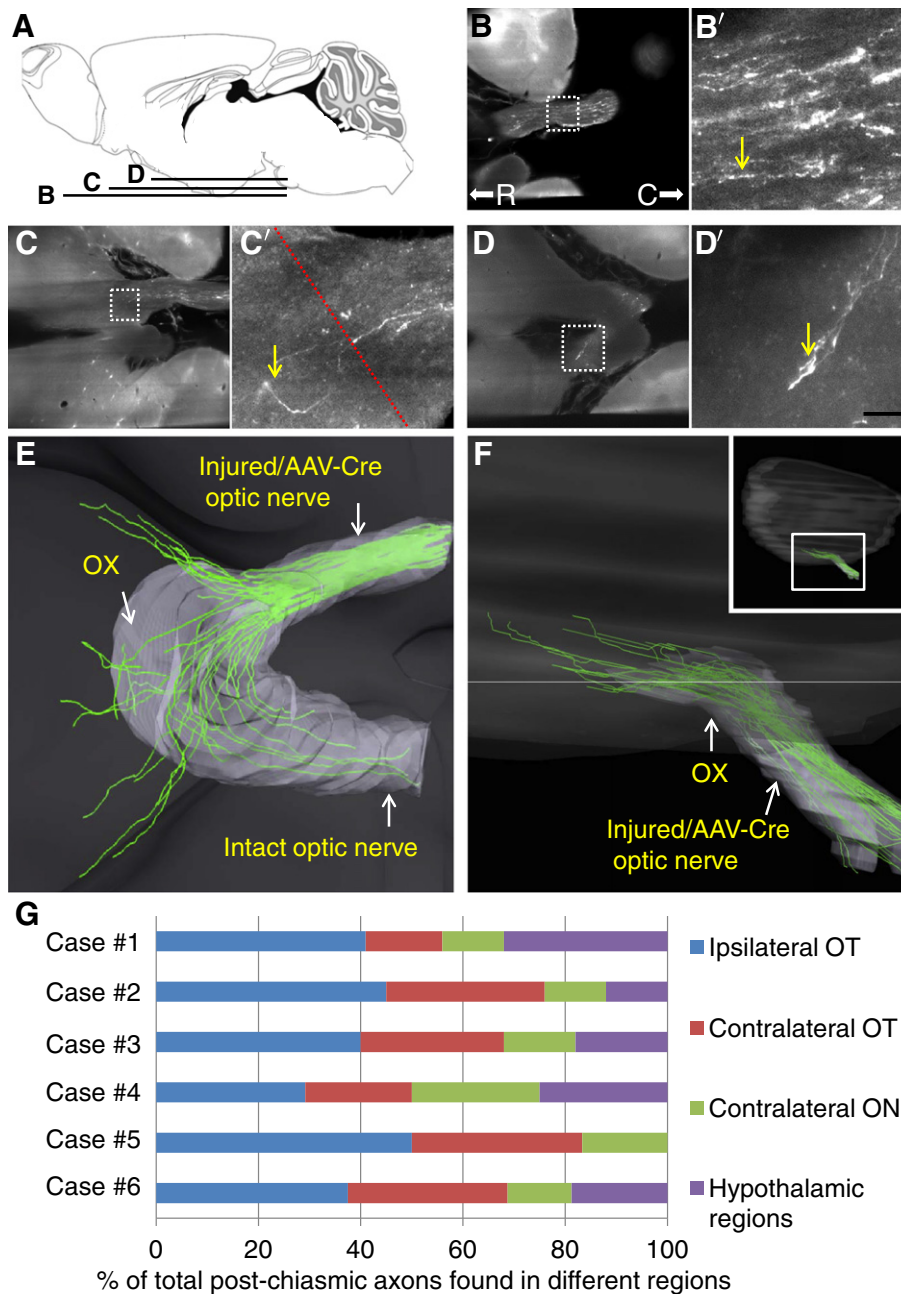 A
D
C
B
B
R
C
B′
C
C′
D
D′
E
Injured/AAV-Cre
optic nerve
OX
Intact optic nerve
F
OX
Injured/AAV-Cre
optic nerve
G
Case #1
Case #2
Case #3
Case #4
Case #5
Case #6
0 20 40 60 80 100
% of total post-chiasmic axons found in different regions
Ipsilateral OT
Contralateral OT
Contralateral ON
Hypothalamic
regions